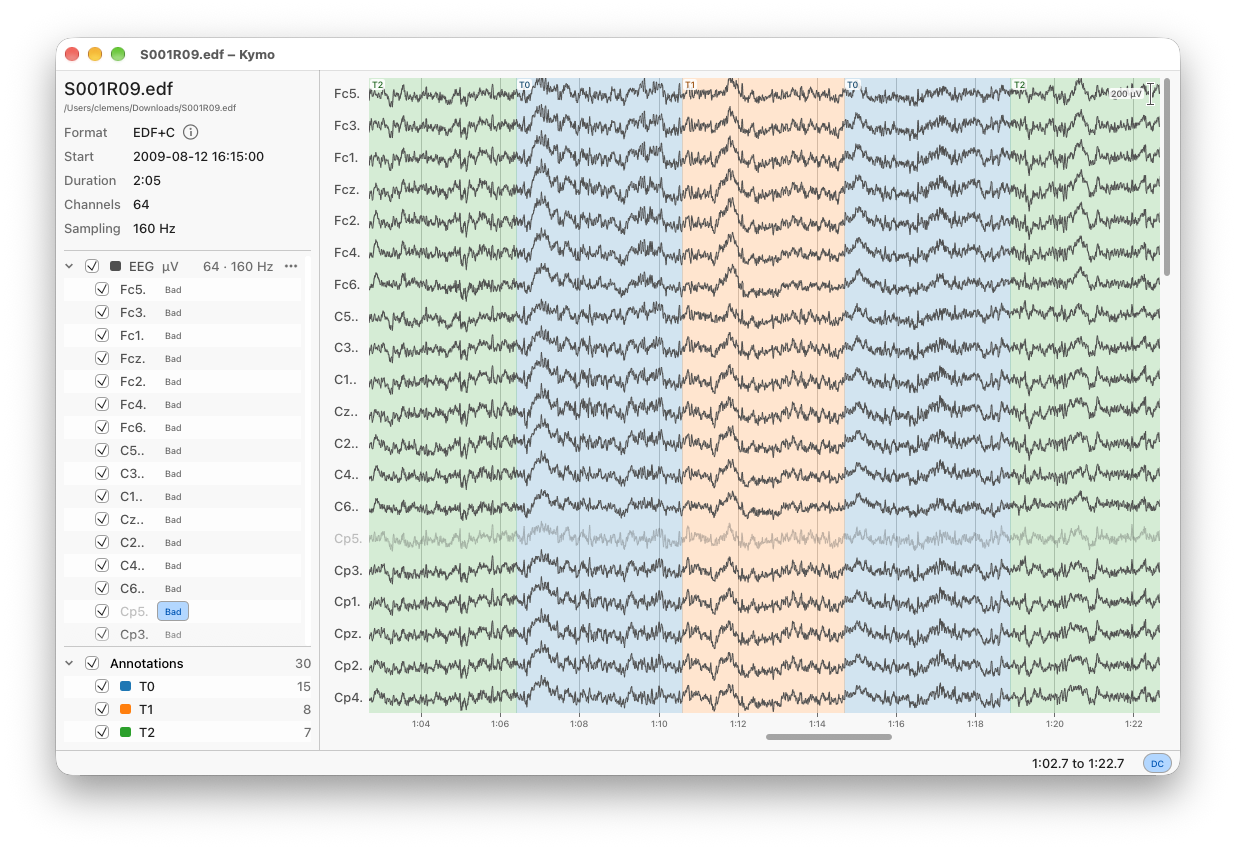 S001R09.edf – Kymo
S001R09.edf
/Users/clemens/Downloads/S001R09.edf
Format EDF+C
Start 2009-08-12 16:15:00
Duration 2:05
Channels 64
Sampling 160 Hz
EEG µV 64 · 160 Hz ···
Fc5. Bad
Fc3. Bad
Fc1. Bad
Fcz. Bad
Fc2. Bad
Fc4. Bad
Fc6. Bad
C5.. Bad
C3.. Bad
C1.. Bad
Cz.. Bad
C2.. Bad
C4.. Bad
C6.. Bad
Cp5. Bad
Cp3. Bad
Annotations 30
T0 15
T1 8
T2 7
T2 T0 T1 T0 T2
200 µV
Fc5.
Fc3.
Fc1.
Fcz.
Fc2.
Fc4.
Fc6.
C5..
C3..
C1..
Cz..
C2..
C4..
C6..
Cp5.
Cp3.
Cp1.
Cpz.
Cp2.
Cp4.
1:04 1:06 1:08 1:10 1:12 1:14 1:16 1:18 1:20 1:22
1:02.7 to 1:22.7 DC